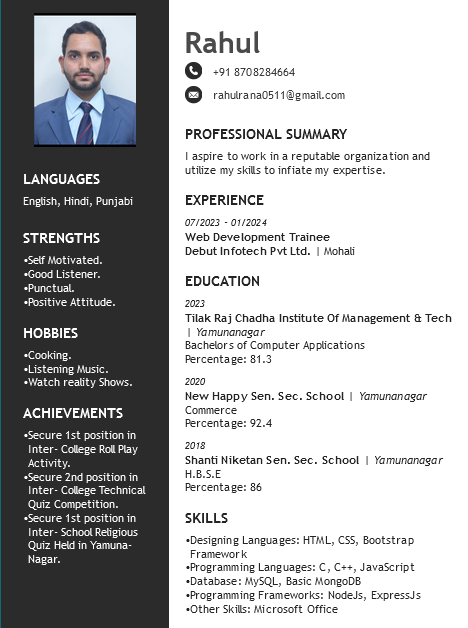 LANGUAGES
English, Hindi, Punjabi
STRENGTHS
•Self Motivated.
•Good Listener.
•Punctual.
•Positive Attitude.
HOBBIES
•Cooking.
•Listening Music.
•Watch reality Shows.
ACHIEVEMENTS
•Secure 1st position in
Inter- College Roll Play
Activity.
•Secure 2nd position in
Inter- College Technical
Quiz Competition.
•Secure 1st position in
Inter- School Religious
Quiz Held in Yamuna-
Nagar.
Rahul
+91 8708284664
rahulrana0511@gmail.com
PROFESSIONAL SUMMARY
I aspire to work in a reputable organization and
utilize my skills to infiate my expertise.
EXPERIENCE
07/2023 - 01/2024
Web Development Trainee
Debut Infotech Pvt Ltd. | Mohali
EDUCATION
2023
Tilak Raj Chadha Institute Of Management & Tech
| Yamunanagar
Bachelors of Computer Applications
Percentage: 81.3
2020
New Happy Sen. Sec. School | Yamunanagar
Commerce
Percentage: 92.4
2018
Shanti Niketan Sen. Sec. School | Yamunanagar
H.B.S.E
Percentage: 86
SKILLS
•Designing Languages: HTML, CSS, Bootstrap
Framework
•Programming Languages: C, C++, JavaScript
•Database: MySQL, Basic MongoDB
•Programming Frameworks: NodeJs, ExpressJs
•Other Skills: Microsoft Office